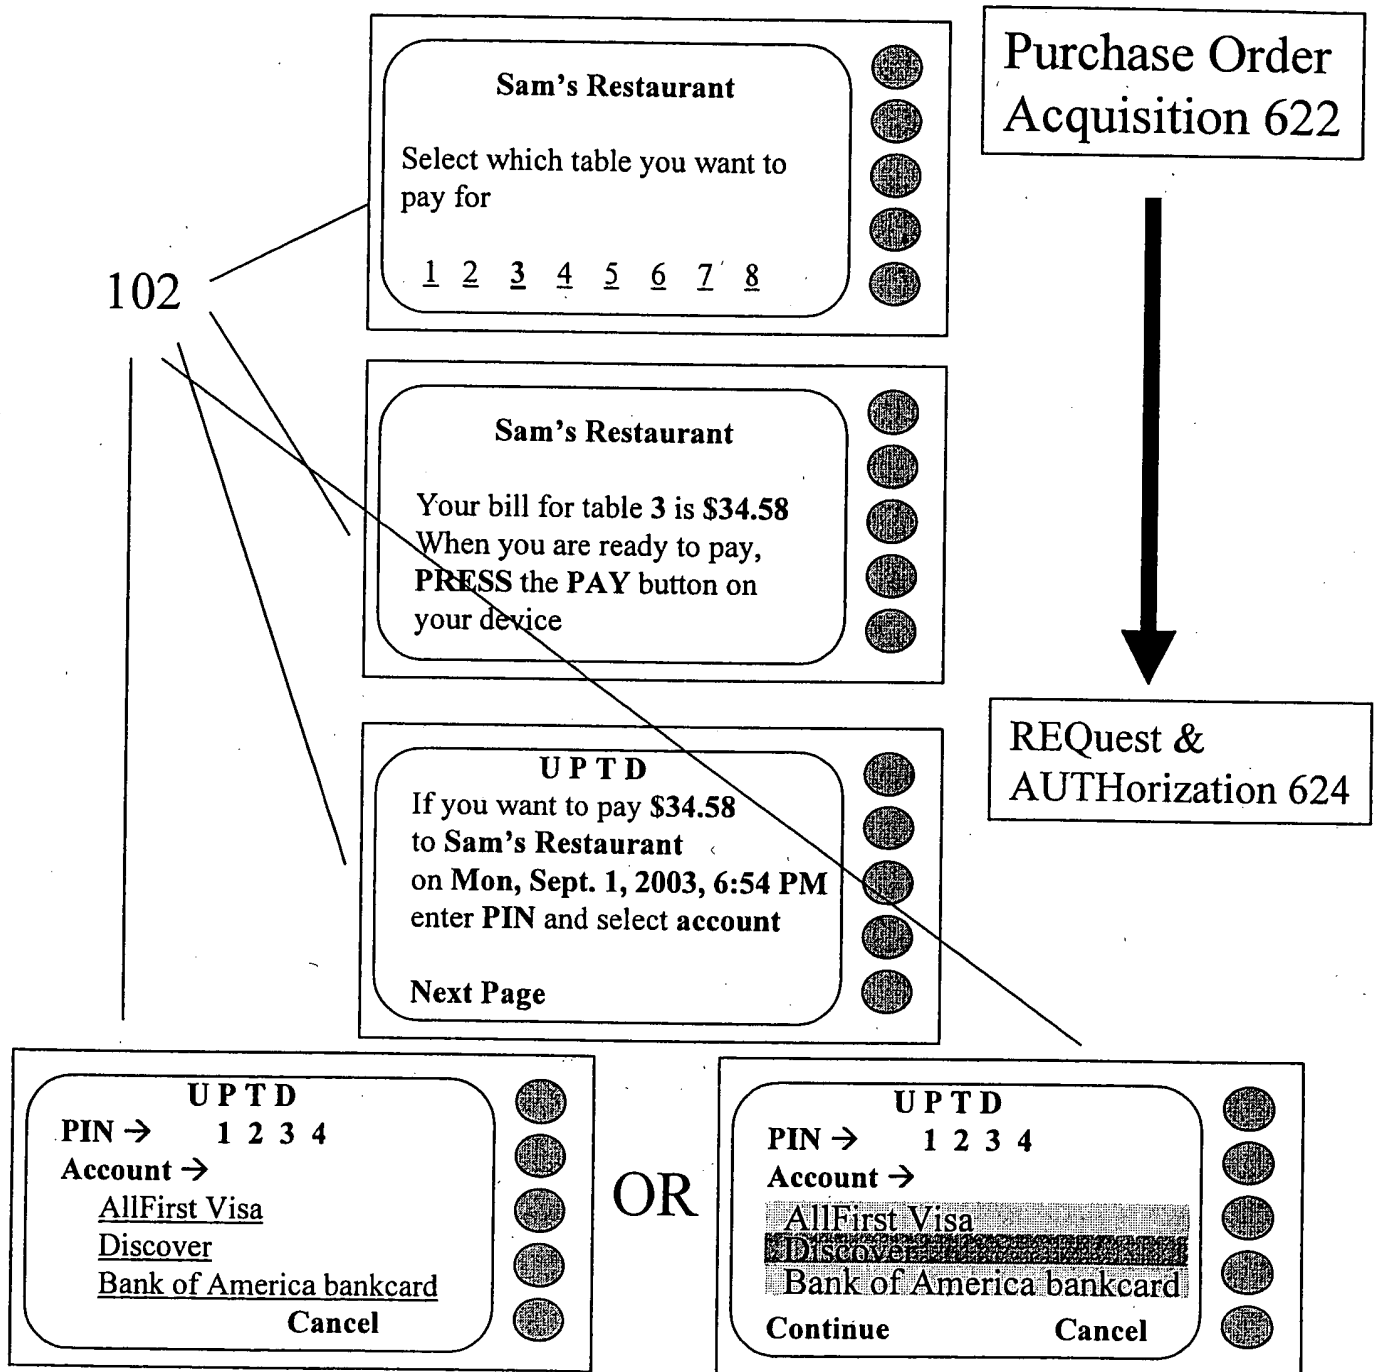 Sam's Restaurant
Select which table you want to
pay for
1 2 3 4 5 6 7 8
Purchase Order
Acquisition 622
102
Sam's Restaurant
Your bill for table 3 is $34.58
When you are ready to pay,
PRESS the PAY button on
your device
REQuest &
AUTHorization 624
U P T D
If you want to pay $34.58
to Sam's Restaurant
on Mon, Sept. 1, 2003, 6:54 PM
enter PIN and select account
Next Page
U P T D
PIN → 1 2 3 4
Account →
AllFirst Visa
Discover
Bank of America bankcard
Cancel
OR
U P T D
PIN → 1 2 3 4
Account →
AllFirst Visa
Discover
Bank of America bankcard
Continue Cancel